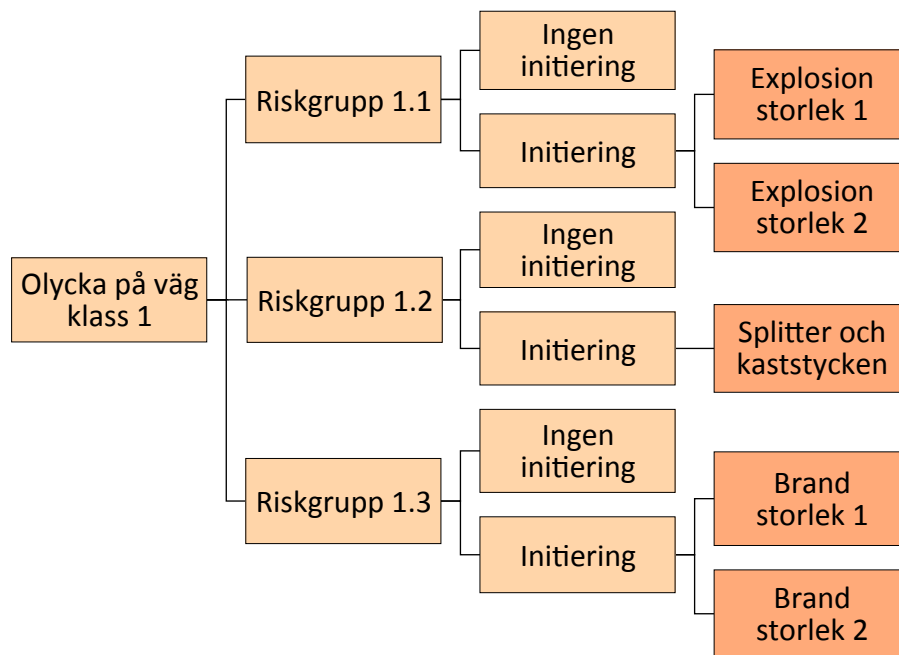 Ingen
initiering
Riskgrupp 1.1
Explosion
storlek 1
Initiering
Explosion
storlek 2
Ingen
initiering
Olycka på väg
klass 1
Riskgrupp 1.2
Initiering
Splitter och
kaststycken
Ingen
initiering
Riskgrupp 1.3
Brand
storlek 1
Initiering
Brand
storlek 2